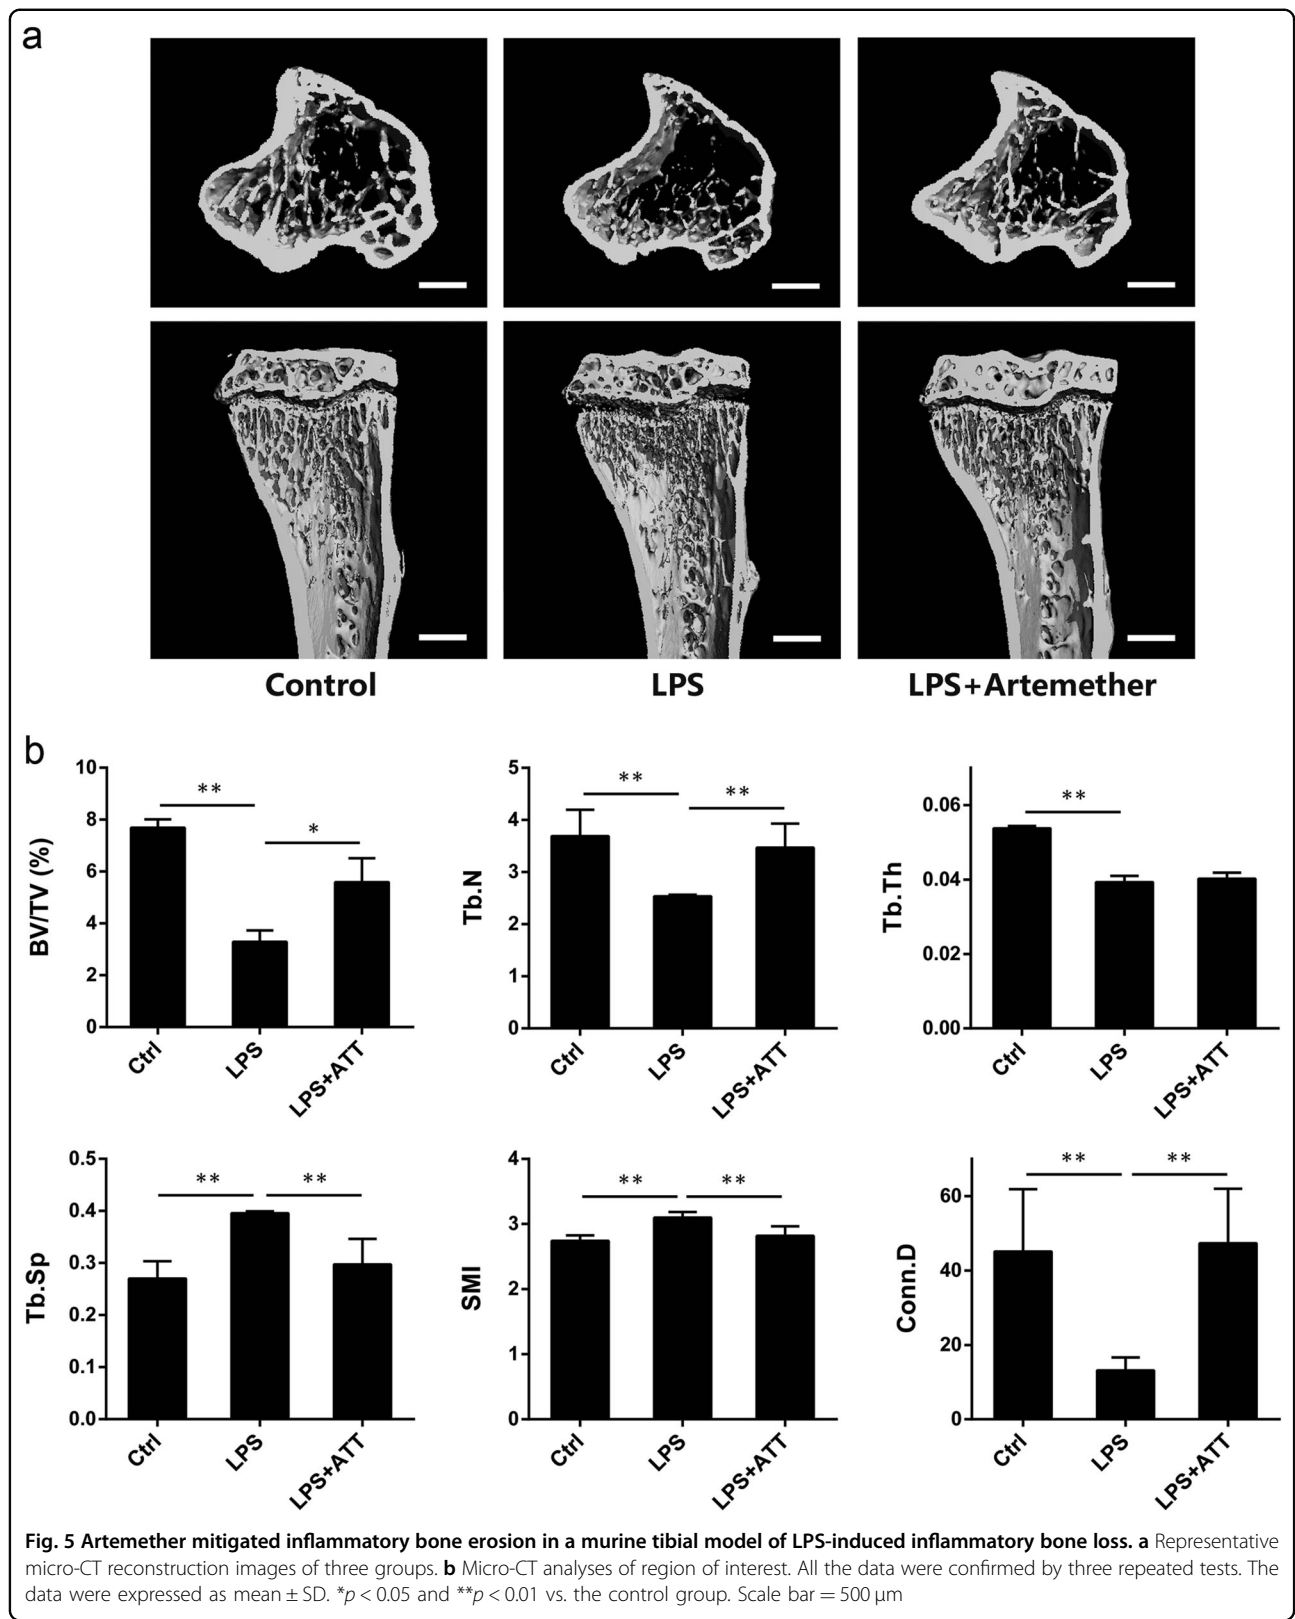 a
Control
LPS
LPS+Artemether
b
10
8
6
4
2
0
BV/TV (%)
**
*
Ctrl
LPS
LPS+ATT
5
4
3
2
1
0
Tb.N
**
**
Ctrl
LPS
LPS+ATT
0.06
0.04
0.02
0.00
Tb.Th
**
Ctrl
LPS
LPS+ATT
0.5
0.4
0.3
0.2
0.1
0.0
Tb.Sp
**
**
Ctrl
LPS
LPS+ATT
4
3
2
1
0
SMI
**
**
Ctrl
LPS
LPS+ATT
60
40
20
0
Conn.D
**
**
Ctrl
LPS
LPS+ATT
Fig. 5 Artemether mitigated inflammatory bone erosion in a murine tibial model of LPS-induced inflammatory bone loss. a Representative
micro-CT reconstruction images of three groups. b Micro-CT analyses of region of interest. All the data were confirmed by three repeated tests. The
data were expressed as mean ± SD. *p < 0.05 and **p < 0.01 vs. the control group. Scale bar = 500 μm